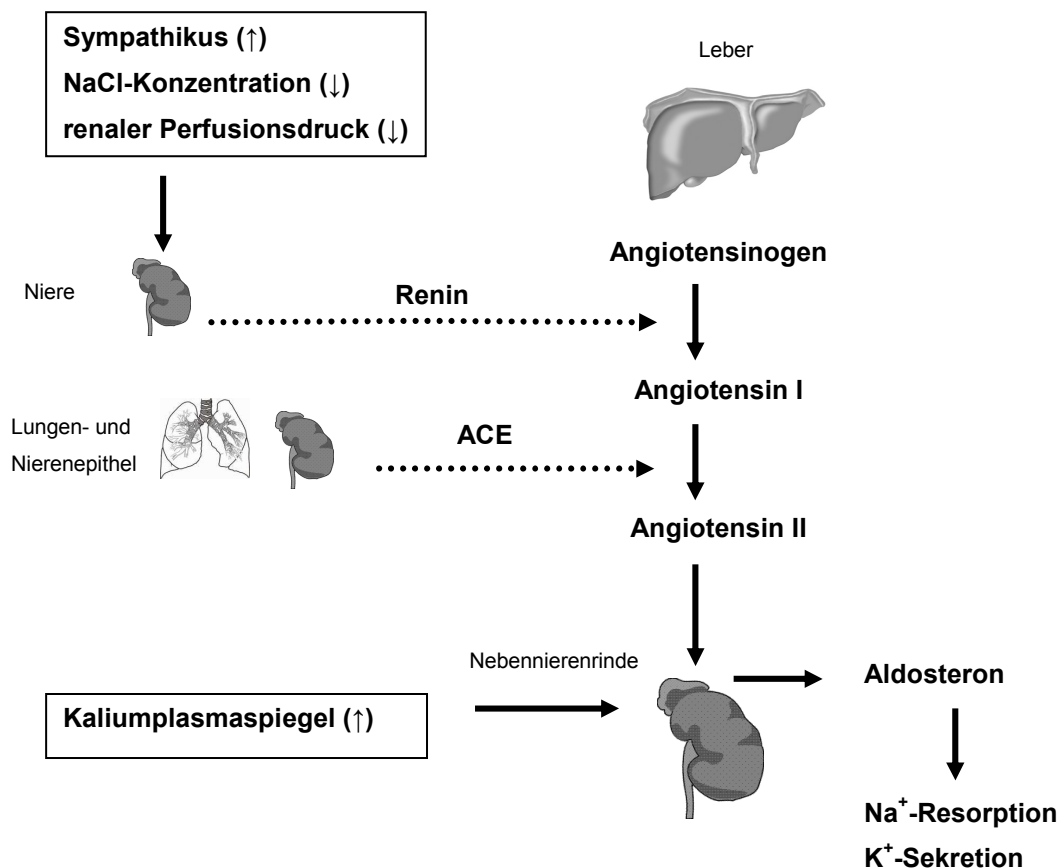 Sympathikus (↑)
NaCl-Konzentration (↓)
renaler Perfusionsdruck (↓)
Leber
Angiotensinogen
Niere
Renin
Angiotensin I
Lungen- und
Nierenepithel
ACE
Angiotensin II
Nebennierenrinde
Kaliumplasmaspiegel (↑)
Aldosteron
Na⁺-Resorption
K⁺-Sekretion